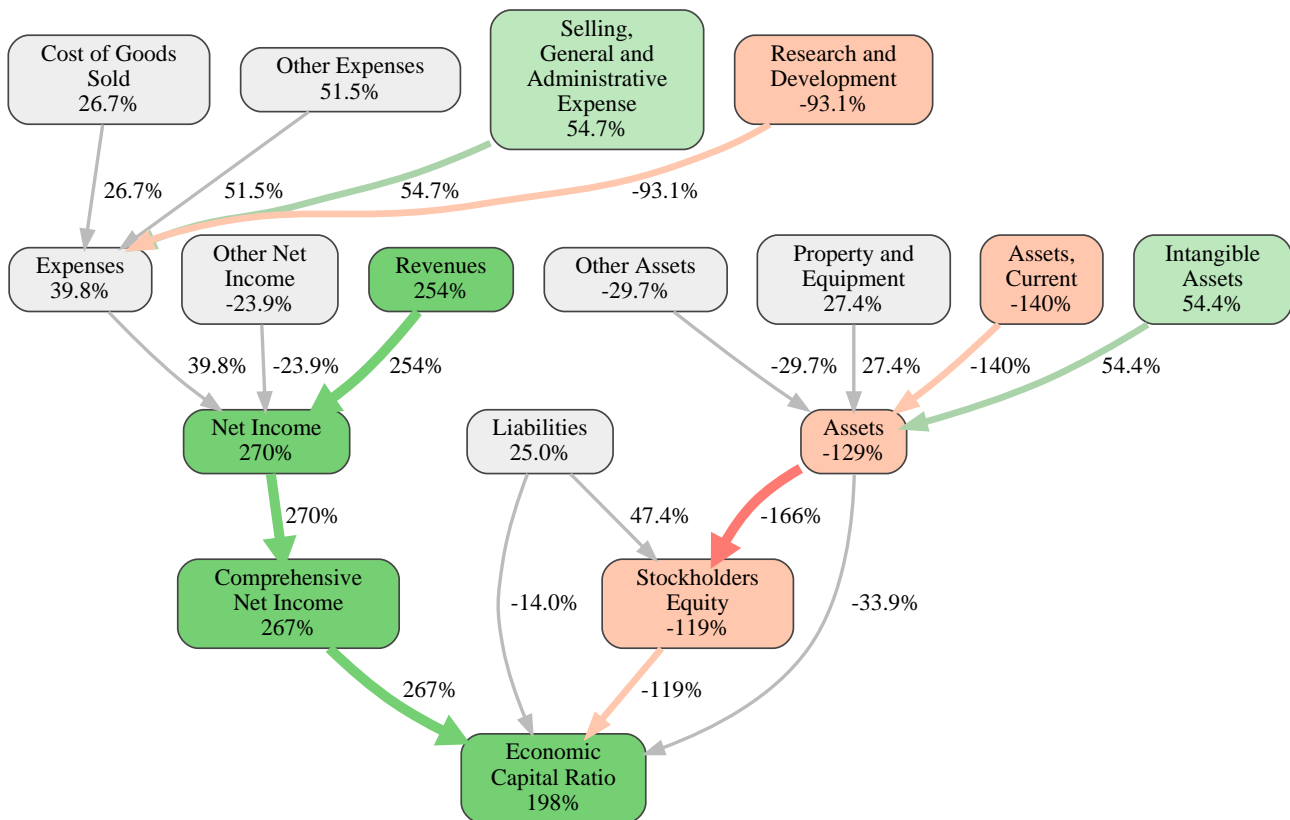 Cost of Goods
Sold
26.7%
Other Expenses
51.5%
Selling,
General and
Administrative
Expense
54.7%
Research and
Development
-93.1%
26.7%
51.5%
54.7%
-93.1%
Expenses
39.8%
Other Net
Income
-23.9%
Revenues
254%
Other Assets
-29.7%
Property and
Equipment
27.4%
Assets,
Current
-140%
Intangible
Assets
54.4%
39.8%
-23.9%
254%
-29.7%
27.4%
-140%
54.4%
Net Income
270%
Liabilities
25.0%
Assets
-129%
270%
47.4%
-166%
Comprehensive
Net Income
267%
-14.0%
Stockholders
Equity
-119%
-33.9%
267%
-119%
Economic
Capital Ratio
198%